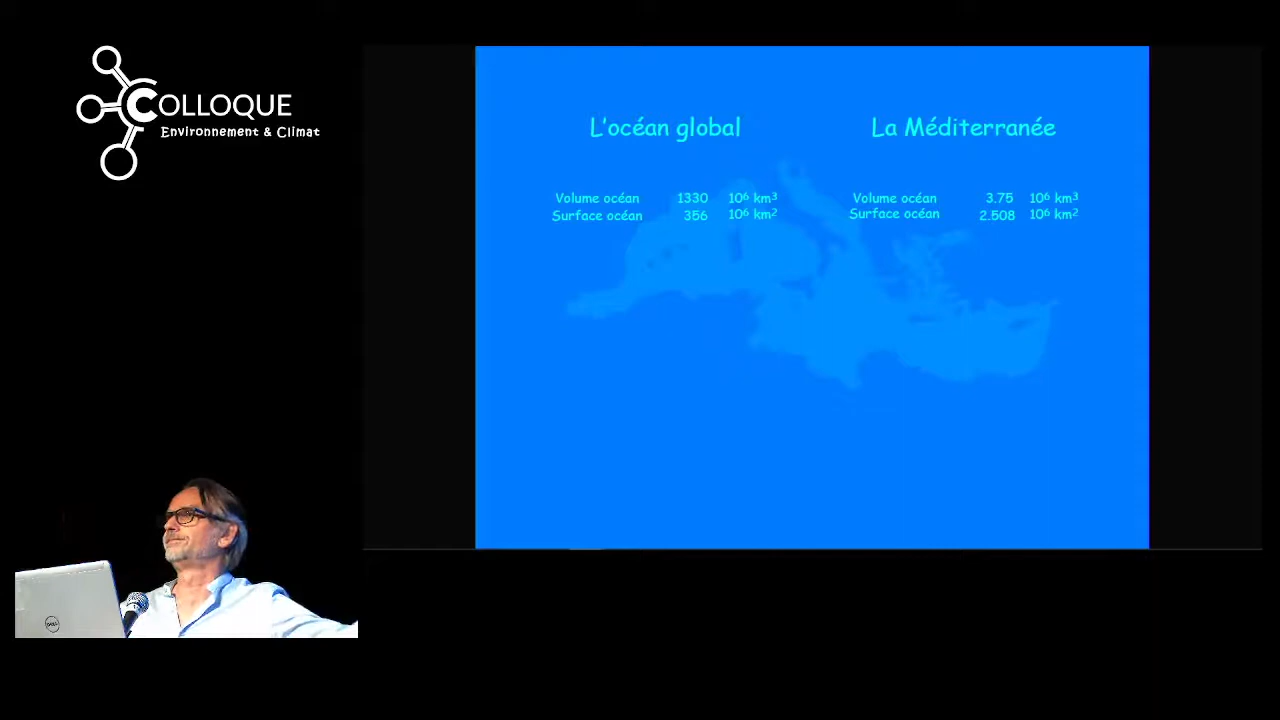 COLLOQUE
Environnement & Climat
L'océan global
Volume océan 1330 10⁶ km³
Surface océan 356 10⁶ km²
La Méditerranée
Volume océan 3.75 10⁶ km³
Surface océan 2.508 10⁶ km²
DELL